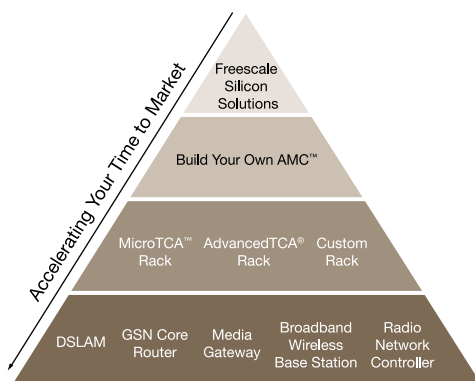 Accelerating Your Time to Market
Freescale
Silicon
Solutions
Build Your Own AMC™
MicroTCA™
Rack
AdvancedTCA®
Rack
Custom
Rack
DSLAM
GSN Core
Router
Media
Gateway
Broadband
Wireless
Base Station
Radio
Network
Controller